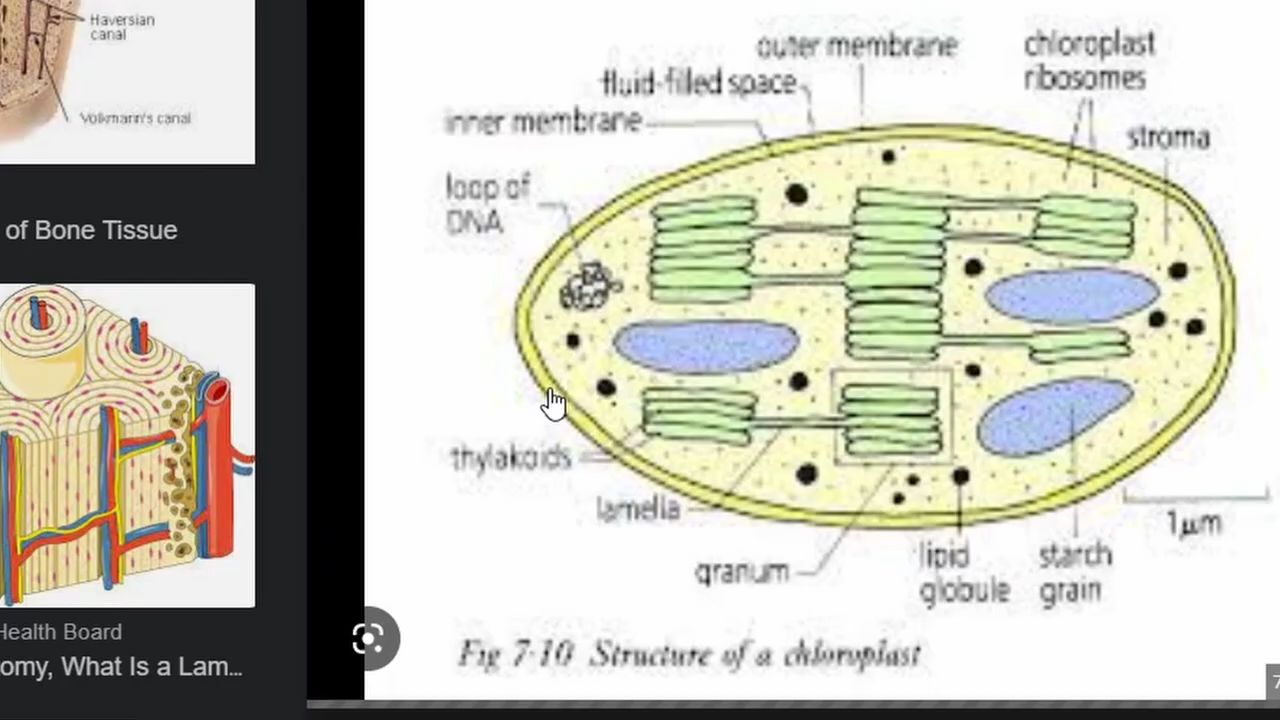 Haversian
canal
Volkmann's canal
of Bone Tissue
Health Board
omy, What Is a Lam...
outer membrane
chloroplast
ribosomes
fluid-filled space
inner membrane
stroma
loop of
DNA
thylakoids
lamella
granum
lipid
globule
starch
grain
1µm
Fig 7·10 Structure of a chloroplast
7